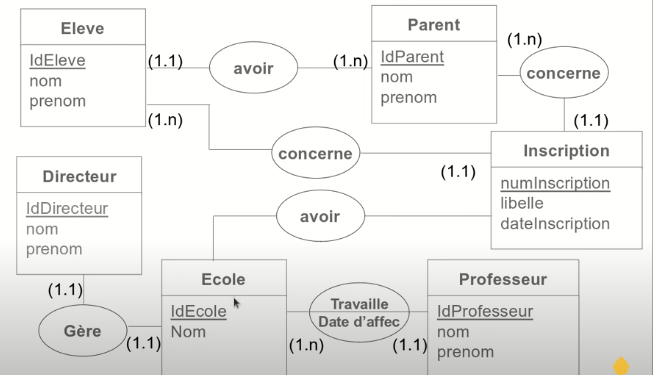 Eleve
IdEleve
nom
prenom
(1.1)
avoir
(1.n)
Parent
IdParent
nom
prenom
(1.n)
concerne
(1.1)
(1.n)
concerne
(1.1)
Inscription
numInscription
libelle
dateInscription
Directeur
IdDirecteur
nom
prenom
avoir
(1.1)
Gère
(1.1)
Ecole
IdEcole
Nom
(1.n)
Travaille
Date d'affec
(1.1)
Professeur
IdProfesseur
nom
prenom